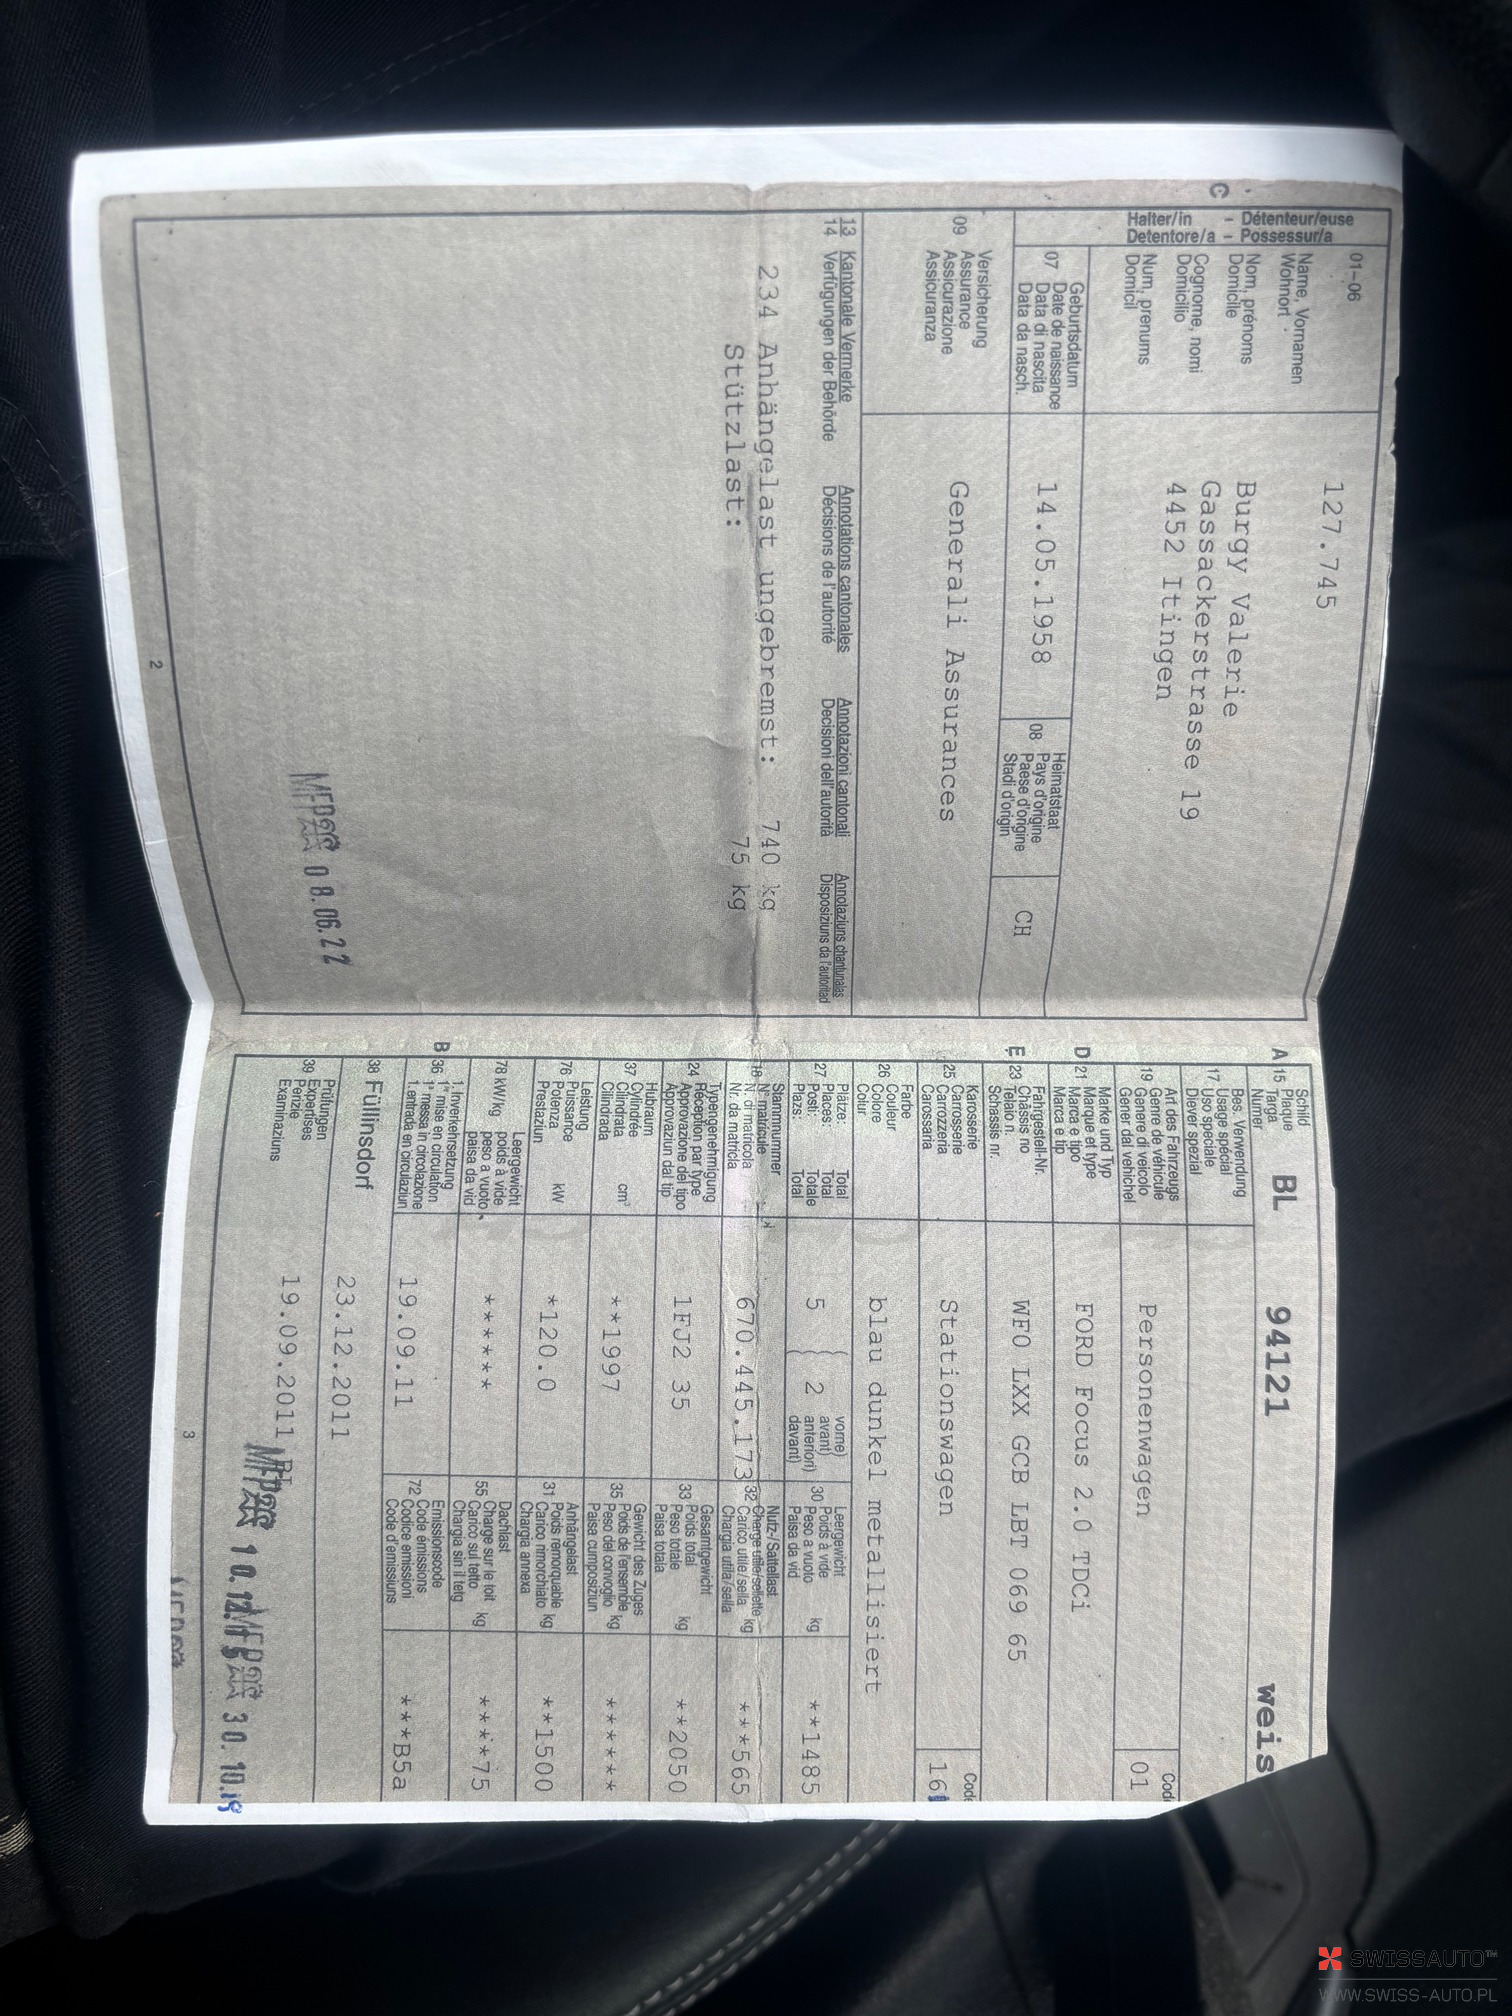 C
Halter/in - Détenteur/euse
Detentore/a - Possessur/a
01–06
Name, Vornamen
Wohnort
Nom, prénoms
Domicile
Cognome, nomi
Domicilio
Num, prenums
Domicil
127.745
Burgy Valerie
Gassackerstrasse 19
4452 Itingen
07
Geburtsdatum
Date de naissance
Data di nascita
Data da nasch.
14.05.1958
08
Heimatstaat
Pays d'origine
Paese d'origine
Stadi d'origin
CH
09
Versicherung
Assurance
Assicurazione
Assicuranza
Generali Assurances
13 Kantonale Vermerke Annotations cantonales Annotazioni cantonali Annotaziuns chantunalas
14 Verfügungen der Behörde Décisions de l'autorité Decisioni dell'autorità Disposiziuns da l'autoritad
234 Anhängelast ungebremst: 740 kg
Stützlast: 75 kg
08.06.22
2
A 15
Schild
Plaque
Targa
Numer
BL 94121 weis
17
Bes. Verwendung
Usage spécial
Uso speciale
Diever spezial
19
Art des Fahrzeugs
Genre de véhicule
Genere di veicolo
Gener dal vehichel
Personenwagen
Code
01
D 21
Marke und Typ
Marque et type
Marca e tipo
Marca e tip
FORD Focus 2.0 TDCi
E 23
Fahrgestell-Nr.
Châssis no
Telaio n.
Schassis nr.
WF0 LXX GCB LBT 069 65
25
Karosserie
Carrosserie
Carrozzeria
Carossaria
Stationswagen
Code
16
26
Farbe
Couleur
Colore
Colur
blau dunkel metallisiert
27
Plätze: Total
Places: Total
Posti: Totale
Plazs: Total
5 ( 2
vorne)
avant)
anteriori)
davant)
30
Leergewicht
Poids à vide
Peso a vuoto kg
Paisa da vid
**1485
18
Stammnummer
N° matricule
N. di matricola
Nr. da matricla
670.445.173
32
Nutz-/Sattellast
Charge utile/sellette
Carico utile/sella kg
Chargia utila/sella
***565
24
Typengenehmigung
Réception par type
Approvazione del tipo
Approvaziun dal tip
1FJ2 35
33
Gesamtgewicht
Poids total
Peso totale kg
Paisa totala
**2050
37
Hubraum
Cylindrée
Cilindrata cm³
Cilindrada
**1997
35
Gewicht des Zuges
Poids de l'ensemble
Peso del convoglio kg
Paisa cumposiziun
******
76
Leistung
Puissance
Potenza kW
Prestaziun
*120.0
31
Anhängelast
Poids remorquable
Carico rimorchiato kg
Chargia annexa
**1500
78 kW/kg
Leergewicht
poids à vide
peso a vuoto
paisa da vid
******
55
Dachlast
Charge sur le toit
Carico sul tetto kg
Chargia sin il tetg
****75
B 36
1. Inverkehrsetzung
1re mise en circulation
1a messa in circolazione
1. entrada en circulaziun
19.09.11
72
Emissionscode
Code émissions
Codice emissioni
Code d'emissiuns
***B5a
38 Füllinsdorf
23.12.2011
39
Prüfungen
Expertises
Perizie
Examinaziuns
19.09.2011 BL
30.10.19
3
SWISSAUTO™
WWW.SWISS-AUTO.PL